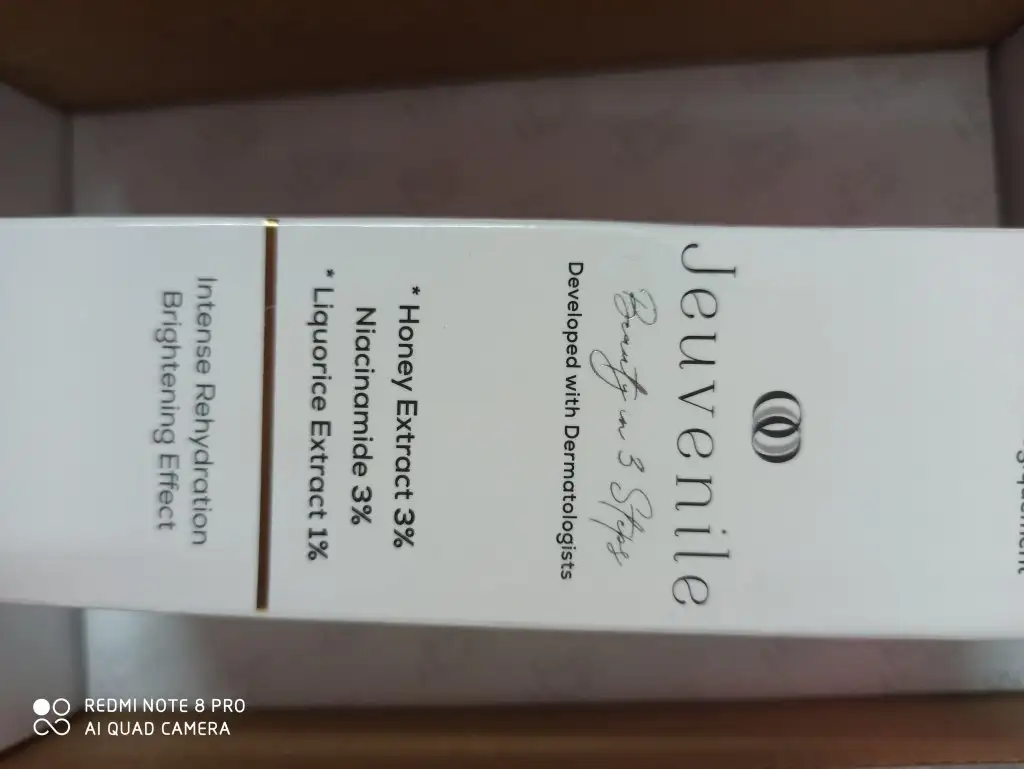 Jeuvenile
Beauty in 3 Steps
Developed with Dermatologists
* Honey Extract 3%
Niacinamide 3%
* Liquorice Extract 1%
Intense Rehydration
Brightening Effect
REDMI NOTE 8 PRO
AI QUAD CAMERA